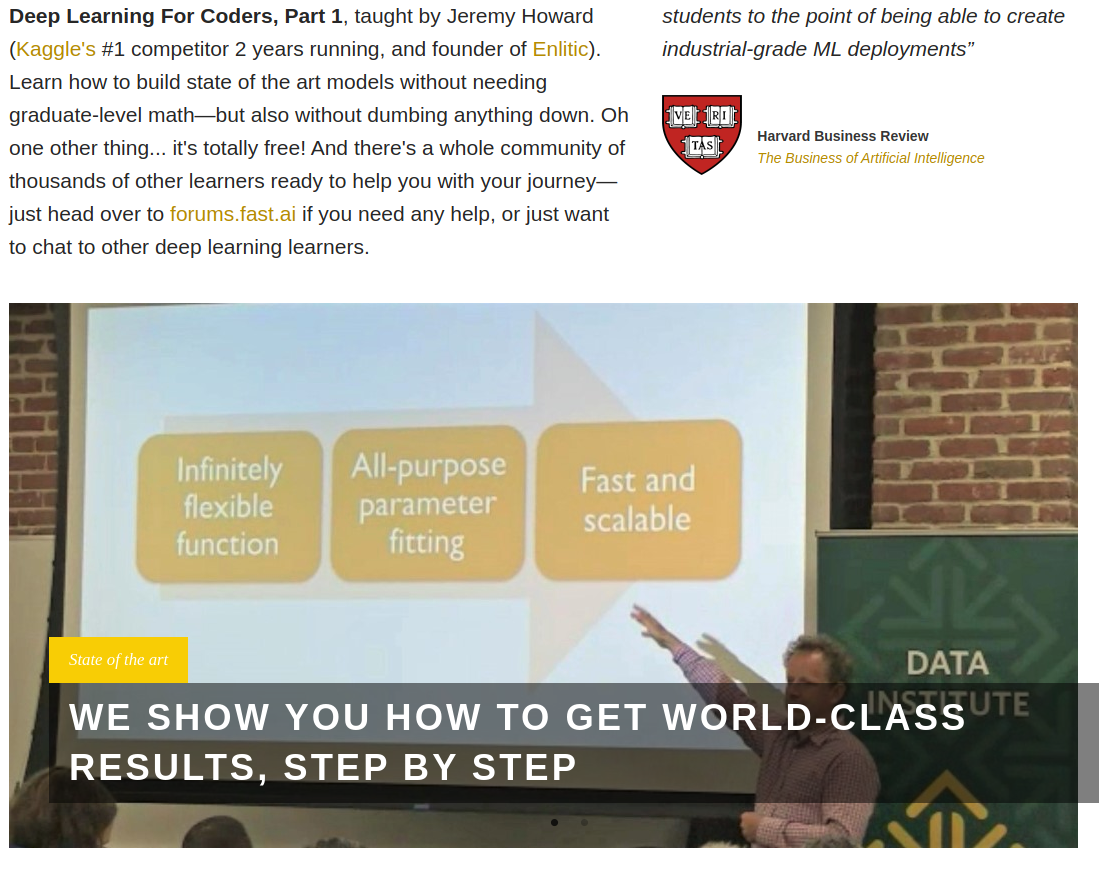 Deep Learning For Coders, Part 1, taught by Jeremy Howard
(Kaggle's #1 competitor 2 years running, and founder of Enlitic).
Learn how to build state of the art models without needing
graduate-level math—but also without dumbing anything down. Oh
one other thing... it's totally free! And there's a whole community of
thousands of other learners ready to help you with your journey—
just head over to forums.fast.ai if you need any help, or just want
to chat to other deep learning learners.
students to the point of being able to create
industrial-grade ML deployments”
VE RI
TAS
Harvard Business Review
The Business of Artificial Intelligence
Infinitely
flexible
function
All-purpose
parameter
fitting
Fast and
scalable
DATA
INSTITUTE
State of the art
WE SHOW YOU HOW TO GET WORLD-CLASS
RESULTS, STEP BY STEP